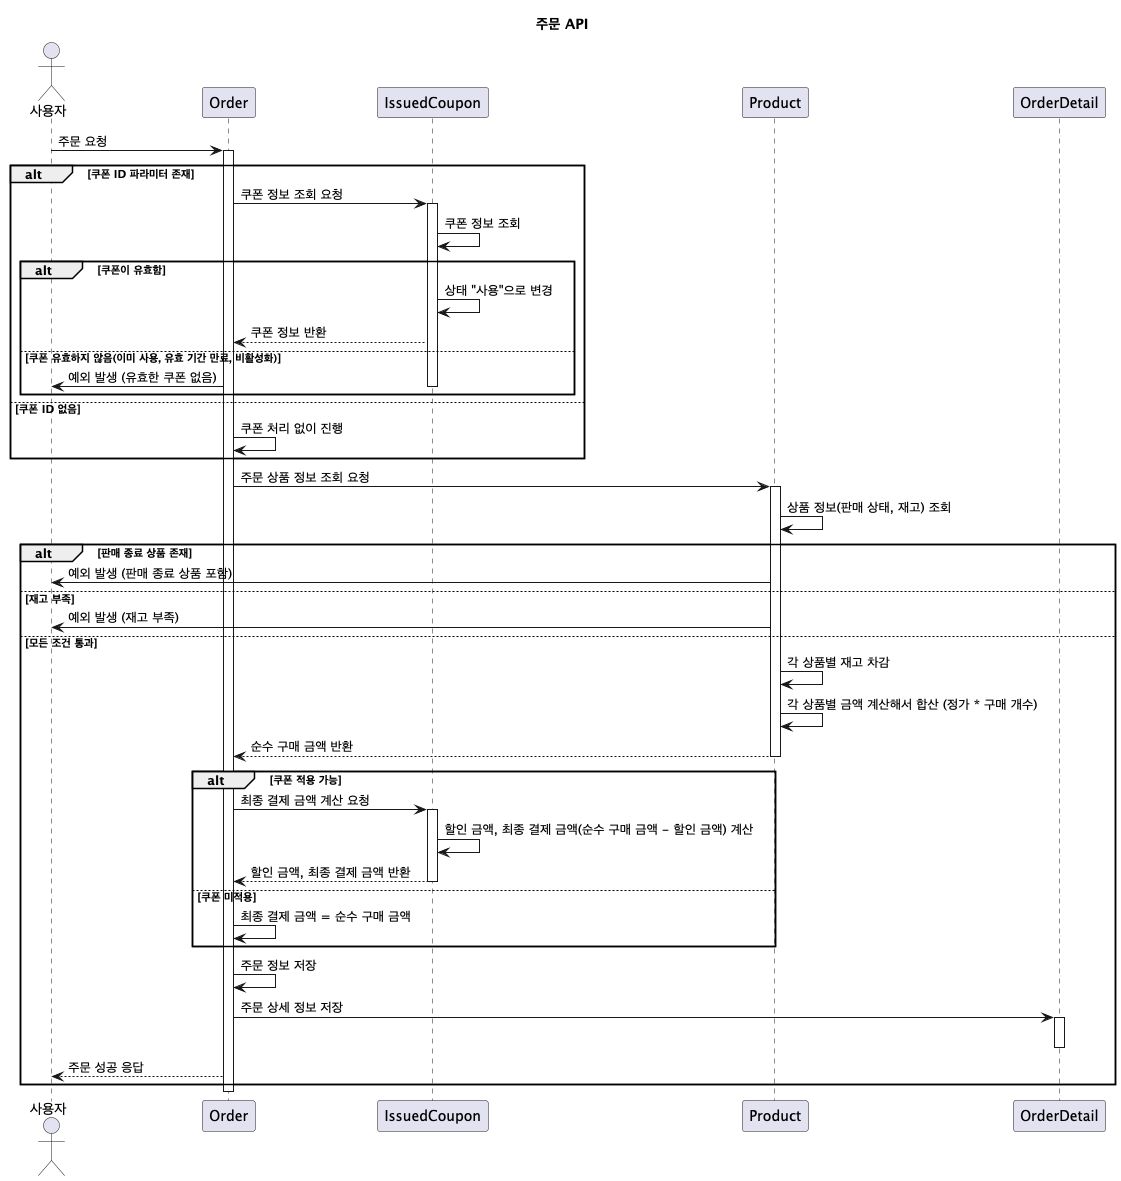 주문 API
사용자
Order
IssuedCoupon
Product
OrderDetail
주문 요청
alt
[쿠폰 ID 파라미터 존재]
쿠폰 정보 조회 요청
쿠폰 정보 조회
alt
[쿠폰이 유효함]
상태 "사용"으로 변경
쿠폰 정보 반환
[쿠폰 유효하지 않음(이미 사용, 유효 기간 만료, 비활성화)]
예외 발생 (유효한 쿠폰 없음)
[쿠폰 ID 없음]
쿠폰 처리 없이 진행
주문 상품 정보 조회 요청
상품 정보(판매 상태, 재고) 조회
alt
[판매 종료 상품 존재]
예외 발생 (판매 종료 상품 포함)
[재고 부족]
예외 발생 (재고 부족)
[모든 조건 통과]
각 상품별 재고 차감
각 상품별 금액 계산해서 합산 (정가 * 구매 개수)
순수 구매 금액 반환
alt
[쿠폰 적용 가능]
최종 결제 금액 계산 요청
할인 금액, 최종 결제 금액(순수 구매 금액 - 할인 금액) 계산
할인 금액, 최종 결제 금액 반환
[쿠폰 미적용]
최종 결제 금액 = 순수 구매 금액
주문 정보 저장
주문 상세 정보 저장
주문 성공 응답
사용자
Order
IssuedCoupon
Product
OrderDetail